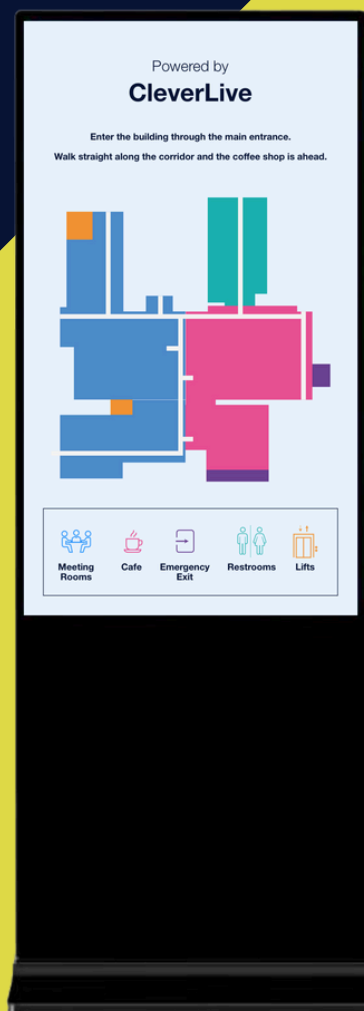 Powered by
CleverLive
Enter the building through the main entrance.
Walk straight along the corridor and the coffee shop is ahead.
Meeting
Rooms
Cafe
Emergency
Exit
Restrooms
Lifts